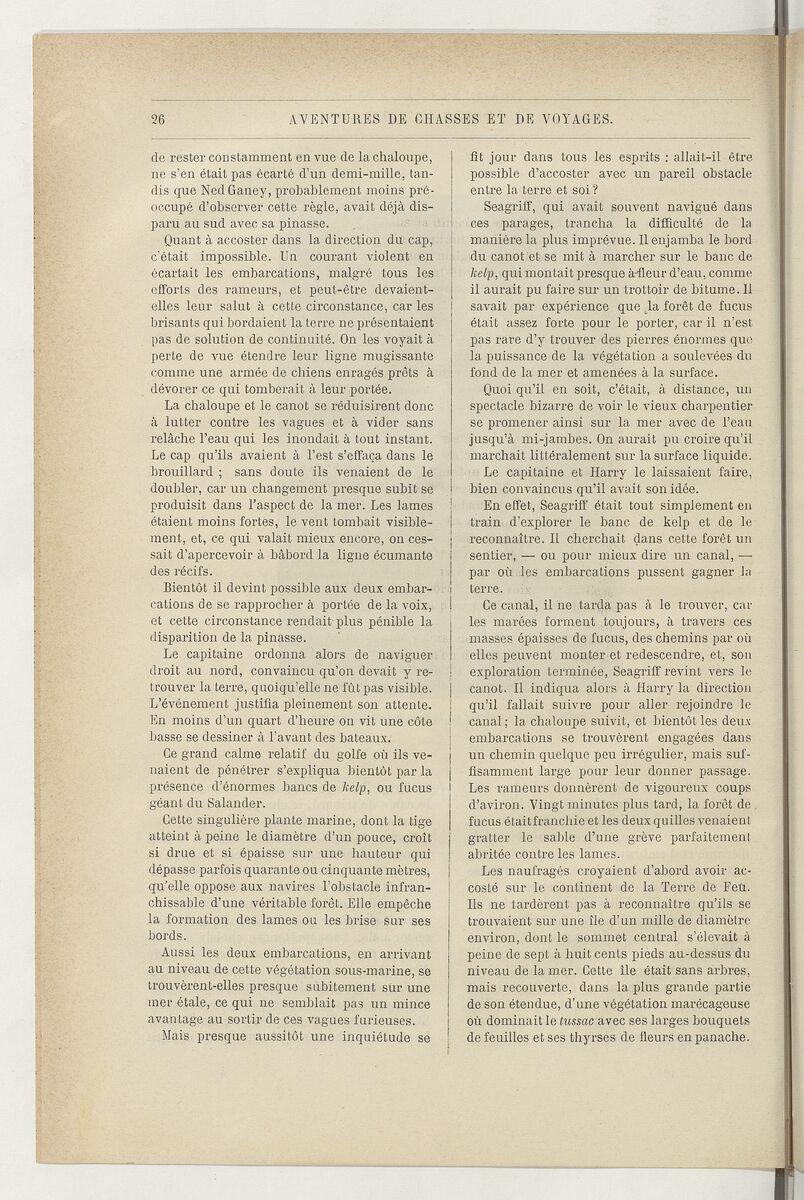 26
AVENTURES DE CHASSES ET DE VOYAGES.
de rester constamment en vue de la chaloupe,
ne s'en était pas écarté d'un demi-mille, tan-
dis que Ned Ganey, probablement moins pré-
occupé d'observer cette règle, avait déjà dis-
paru au sud avec sa pinasse.
Quant à accoster dans la direction du cap,
c'était impossible. Un courant violent en
écartait les embarcations, malgré tous les
efforts des rameurs, et peut-être devaient-
elles leur salut à cette circonstance, car les
brisants qui bordaient la terre ne présentaient
pas de solution de continuité. On les voyait à
perte de vue étendre leur ligne mugissante
comme une armée de chiens enragés prêts à
dévorer ce qui tomberait à leur portée.
La chaloupe et le canot se réduisirent donc
à lutter contre les vagues et à vider sans
relâche l'eau qui les inondait à tout instant.
Le cap qu'ils avaient à l'est s'effaça dans le
brouillard ; sans doute ils venaient de le
doubler, car un changement presque subit se
produisit dans l'aspect de la mer. Les lames
étaient moins fortes, le vent tombait visible-
ment, et, ce qui valait mieux encore, on ces-
sait d'apercevoir à bâbord la ligne écumante
des récifs.
Bientôt il devint possible aux deux embar-
cations de se rapprocher à portée de la voix,
et cette circonstance rendait plus pénible la
disparition de la pinasse.
Le capitaine ordonna alors de naviguer
droit au nord, convaincu qu'on devait y re-
trouver la terre, quoiqu'elle ne fût pas visible.
L'événement justifia pleinement son attente.
En moins d'un quart d'heure on vit une côte
basse se dessiner à l'avant des bateaux.
Ce grand calme relatif du golfe où ils ve-
naient de pénétrer s'expliqua bientôt par la
présence d'énormes bancs de kelp, ou fucus
géant du Salander.
Cette singulière plante marine, dont la tige
atteint à peine le diamètre d'un pouce, croît
si drue et si épaisse sur une hauteur qui
dépasse parfois quarante ou cinquante mètres,
qu'elle oppose aux navires l'obstacle infran-
chissable d'une véritable forêt. Elle empêche
la formation des lames ou les brise sur ses
bords.
Aussi les deux embarcations, en arrivant
au niveau de cette végétation sous-marine, se
trouvèrent-elles presque subitement sur une
mer étale, ce qui ne semblait pas un mince
avantage au sortir de ces vagues furieuses.
Mais presque aussitôt une inquiétude se
fit jour dans tous les esprits : allait-il être
possible d'accoster avec un pareil obstacle
entre la terre et soi ?
Seagriff, qui avait souvent navigué dans
ces parages, trancha la difficulté de la
manière la plus imprévue. Il enjamba le bord
du canot et se mit à marcher sur le banc de
kelp, qui montait presque à fleur d'eau, comme
il aurait pu faire sur un trottoir de bitume. Il
savait par expérience que la forêt de fucus
était assez forte pour le porter, car il n'est
pas rare d'y trouver des pierres énormes que
la puissance de la végétation a soulevées du
fond de la mer et amenées à la surface.
Quoi qu'il en soit, c'était, à distance, un
spectacle bizarre de voir le vieux charpentier
se promener ainsi sur la mer avec de l'eau
jusqu'à mi-jambes. On aurait pu croire qu'il
marchait littéralement sur la surface liquide.
Le capitaine et Harry le laissaient faire,
bien convaincus qu'il avait son idée.
En effet, Seagriff était tout simplement en
train d'explorer le banc de kelp et de le
reconnaître. Il cherchait dans cette forêt un
sentier, — ou pour mieux dire un canal, —
par où les embarcations pussent gagner la
terre.
Ce canal, il ne tarda pas à le trouver, car
les marées forment toujours, à travers ces
masses épaisses de fucus, des chemins par où
elles peuvent monter et redescendre, et, son
exploration terminée, Seagriff revint vers le
canot. Il indiqua alors à Harry la direction
qu'il fallait suivre pour aller rejoindre le
canal ; la chaloupe suivit, et bientôt les deux
embarcations se trouvèrent engagées dans
un chemin quelque peu irrégulier, mais suf-
fisamment large pour leur donner passage.
Les rameurs donnèrent de vigoureux coups
d'aviron. Vingt minutes plus tard, la forêt de
fucus était franchie et les deux quilles venaient
gratter le sable d'une grève parfaitement
abritée contre les lames.
Les naufragés croyaient d'abord avoir ac-
costé sur le continent de la Terre de Feu.
Ils ne tardèrent pas à reconnaître qu'ils se
trouvaient sur une île d'un mille de diamètre
environ, dont le sommet central s'élevait à
peine de sept à huit cents pieds au-dessus du
niveau de la mer. Cette île était sans arbres,
mais recouverte, dans la plus grande partie
de son étendue, d'une végétation marécageuse
où dominait le tussac avec ses larges bouquets
de feuilles et ses thyrses de fleurs en panache.